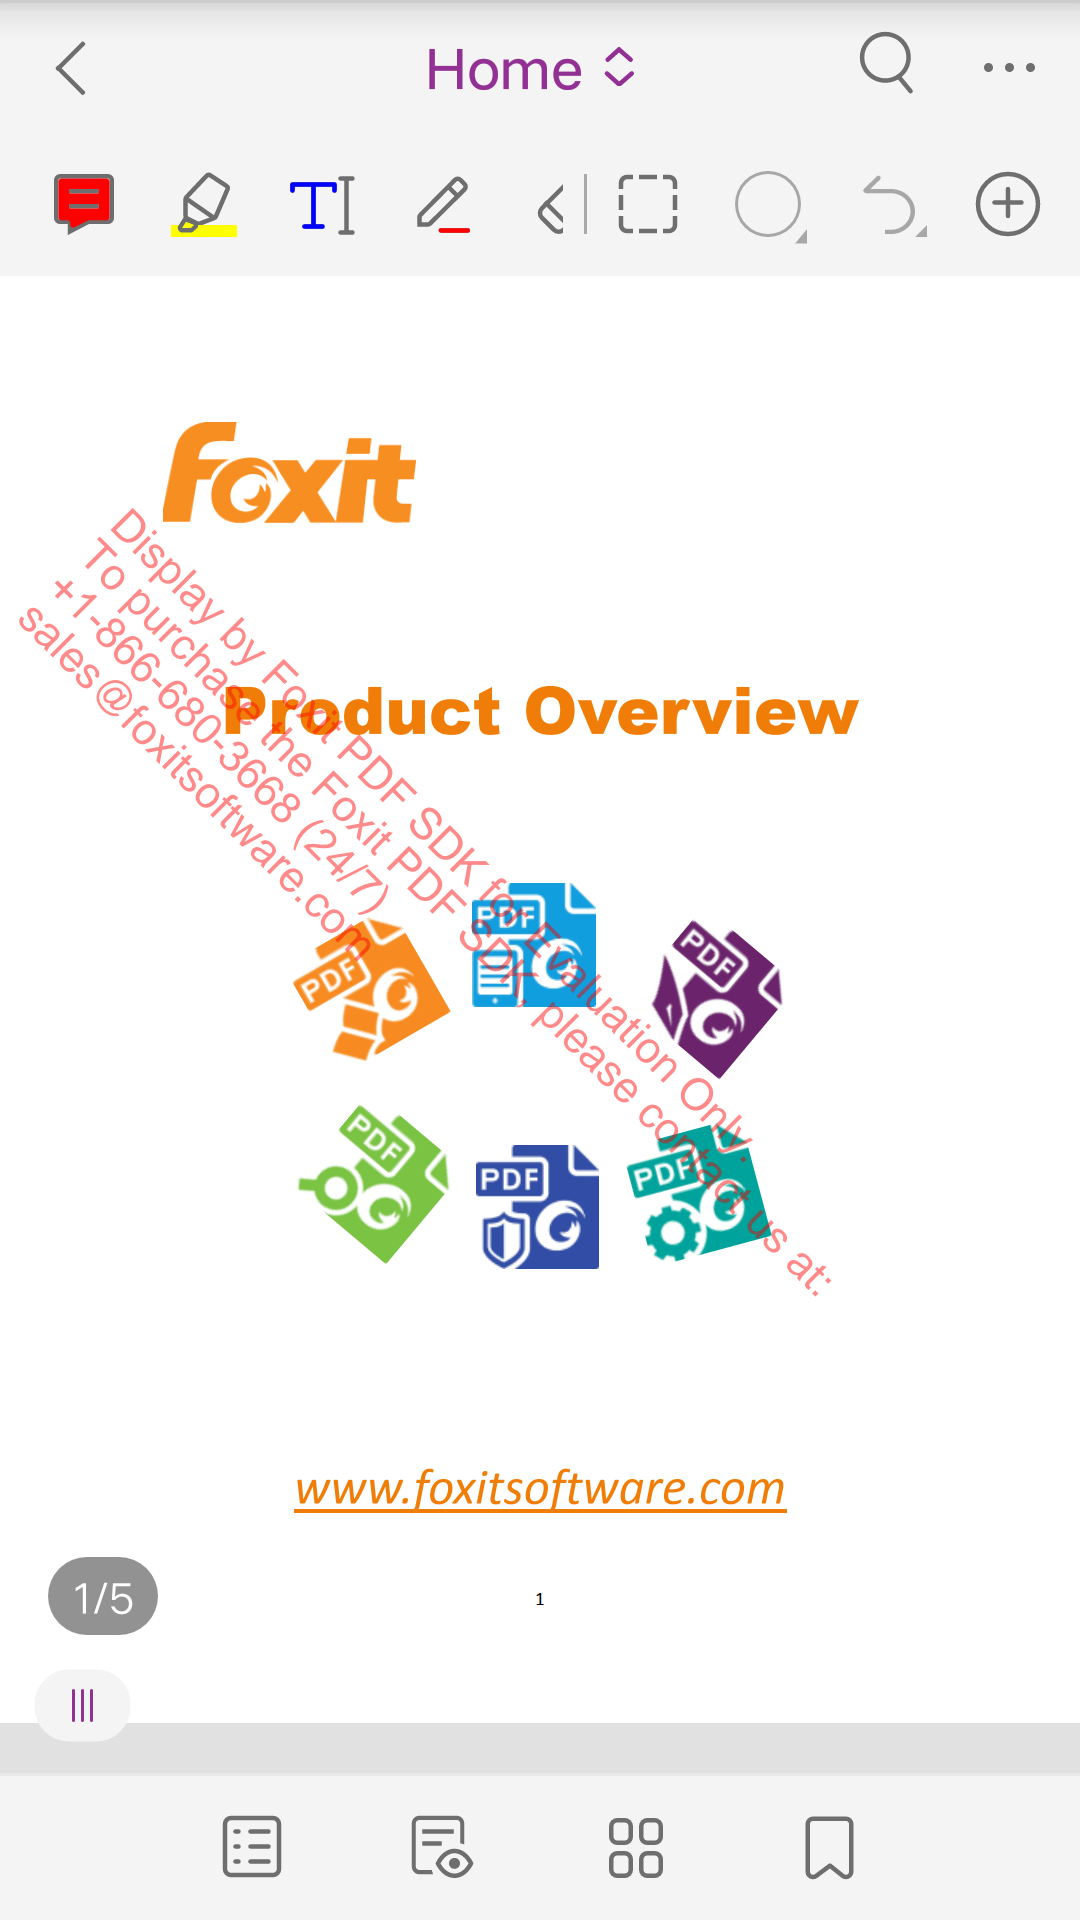 Home
T
Foxit
Display by Foxit PDF SDK for Evaluation Only.
To purchase the Foxit PDF SDK, please contact us at:
+1-866-680-3668 (24/7)
sales@foxitsoftware.com
Product Overview
PDF
PDF
PDF
PDF
PDF
PDF
www.foxitsoftware.com
1/5
1